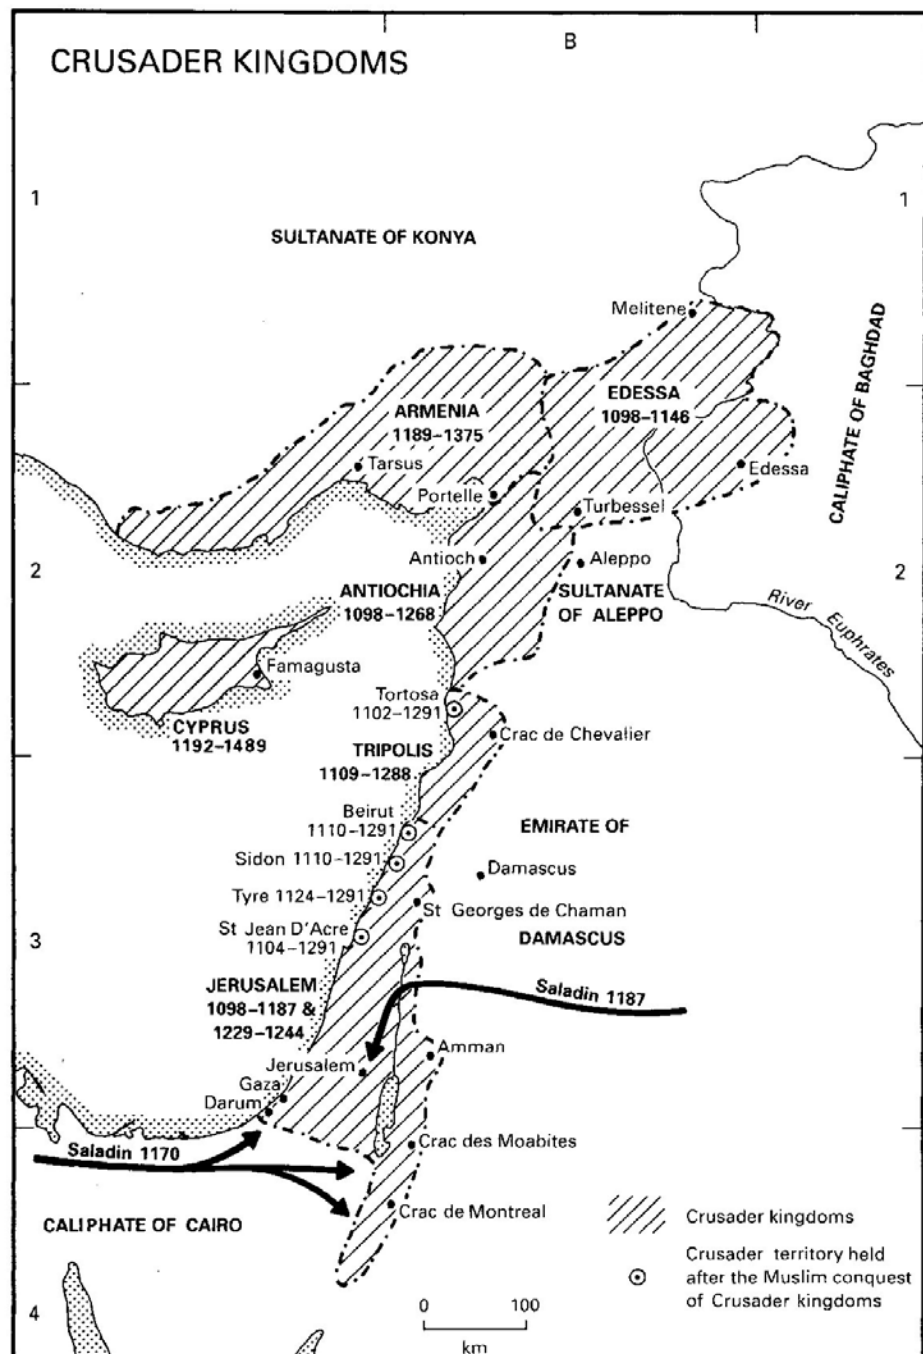 B
CRUSADER KINGDOMS
1
1
SULTANATE OF KONYA
Melitene
CALIPHATE OF BAGHDAD
ARMENIA
1189–1375
EDESSA
1098–1146
Tarsus
Edessa
Portelle
Turbessel
Antioch
Aleppo
2
2
ANTIOCHIA
1098–1268
SULTANATE
OF ALEPPO
River Euphrates
Famagusta
Tortosa
1102–1291
CYPRUS
1192–1489
Crac de Chevalier
TRIPOLIS
1109–1288
Beirut
1110–1291
EMIRATE OF
Sidon 1110–1291
Damascus
Tyre 1124–1291
St Georges de Chaman
St Jean D'Acre
1104–1291
DAMASCUS
3
3
JERUSALEM
1098–1187 &
1229–1244
Saladin 1187
Amman
Jerusalem
Gaza
Darum
Crac des Moabites
Saladin 1170
Crac de Montreal
CALIPHATE OF CAIRO
Crusader kingdoms
Crusader territory held
after the Muslim conquest
of Crusader kingdoms
4
0 100
km